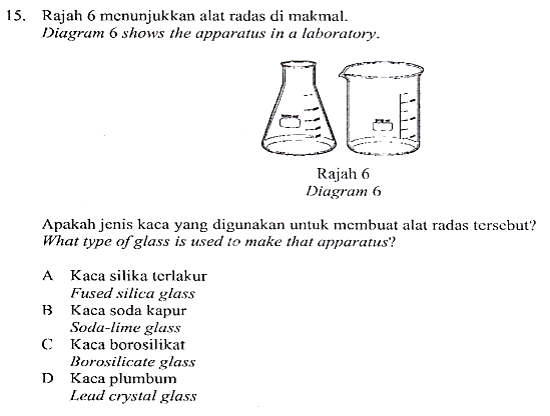 15. Rajah 6 menunjukkan alat radas di makmal.
Diagram 6 shows the apparatus in a laboratory.
Rajah 6
Diagram 6
Apakah jenis kaca yang digunakan untuk membuat alat radas tersebut?
What type of glass is used to make that apparatus?
A Kaca silika terlakur
Fused silica glass
B Kaca soda kapur
Soda-lime glass
C Kaca borosilikat
Borosilicate glass
D Kaca plumbum
Lead crystal glass